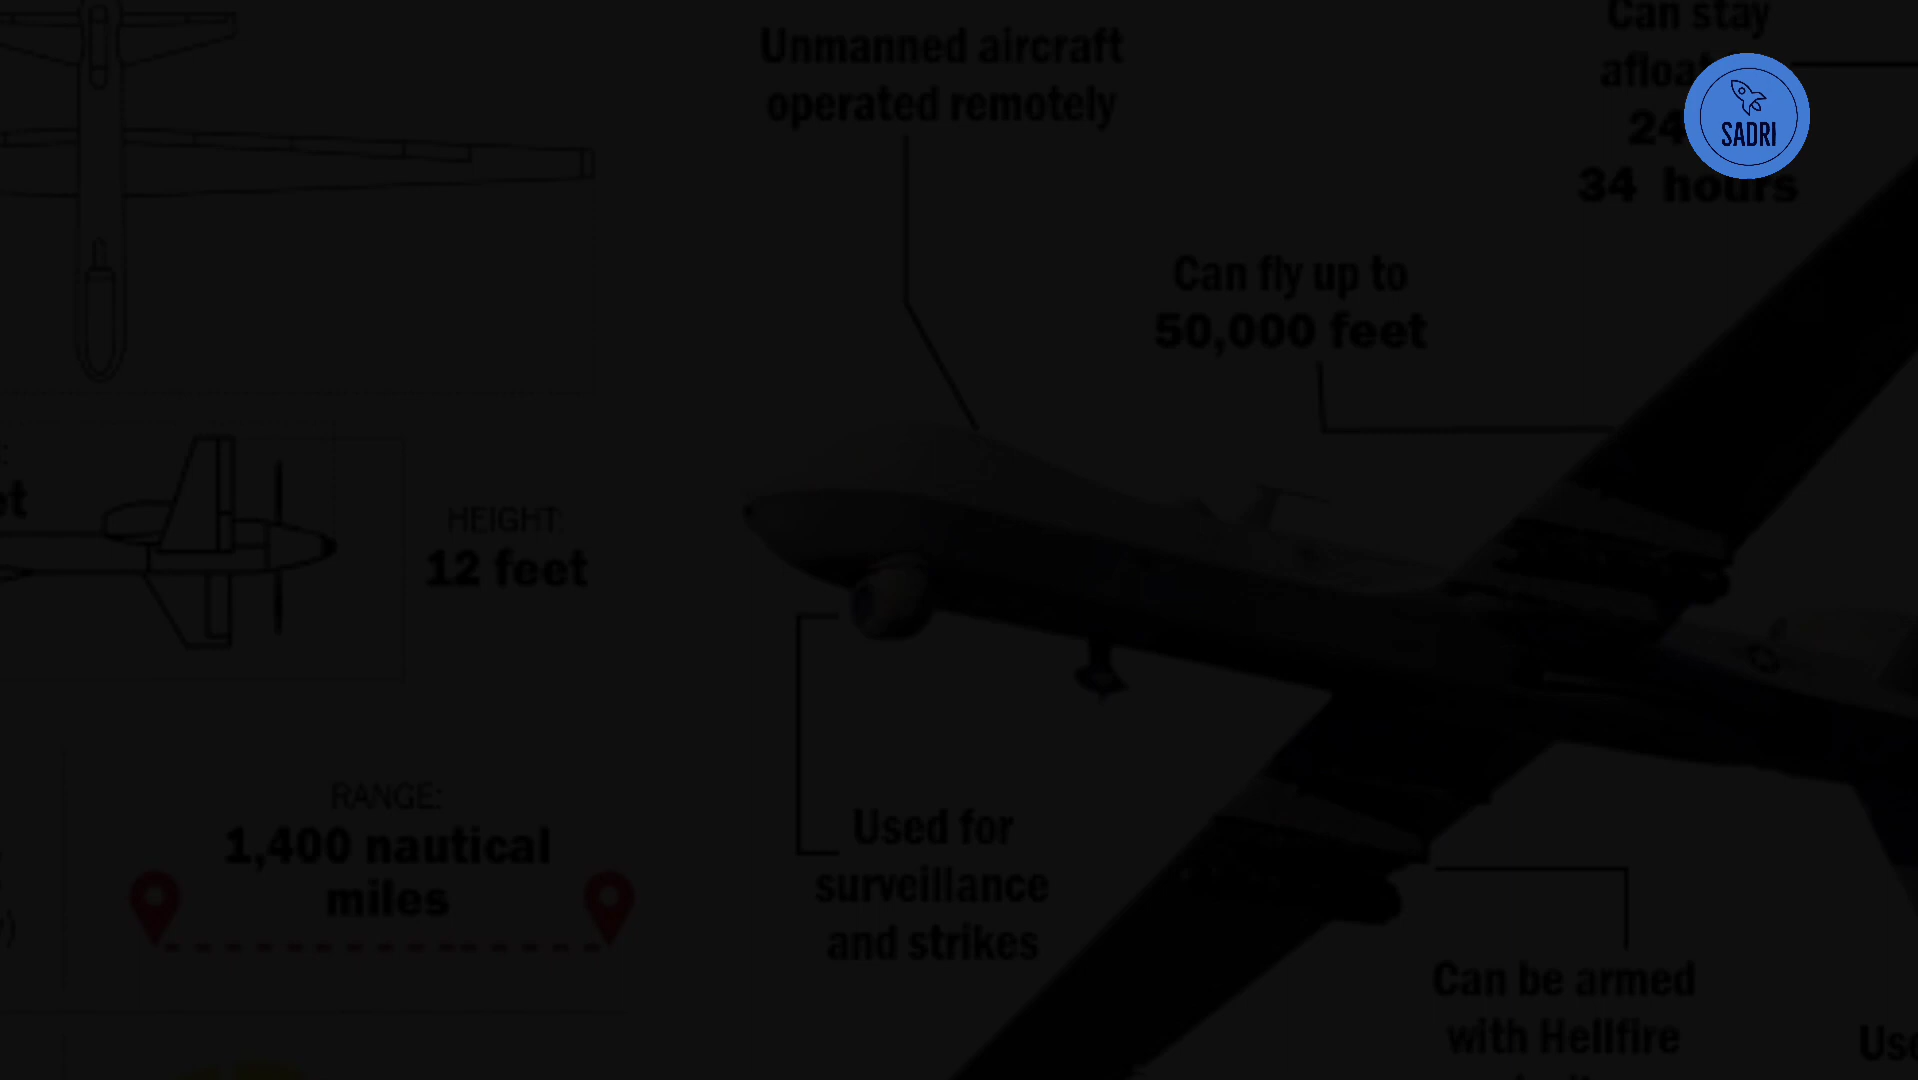 Unmanned aircraft
operated remotely
Can stay
24
34 hours
SADRI
Can fly up to
50,000 feet
HEIGHT:
12 feet
RANGE:
1,400 nautical
miles
Used for
surveillance
and strikes
Can be armed
with Hellfire